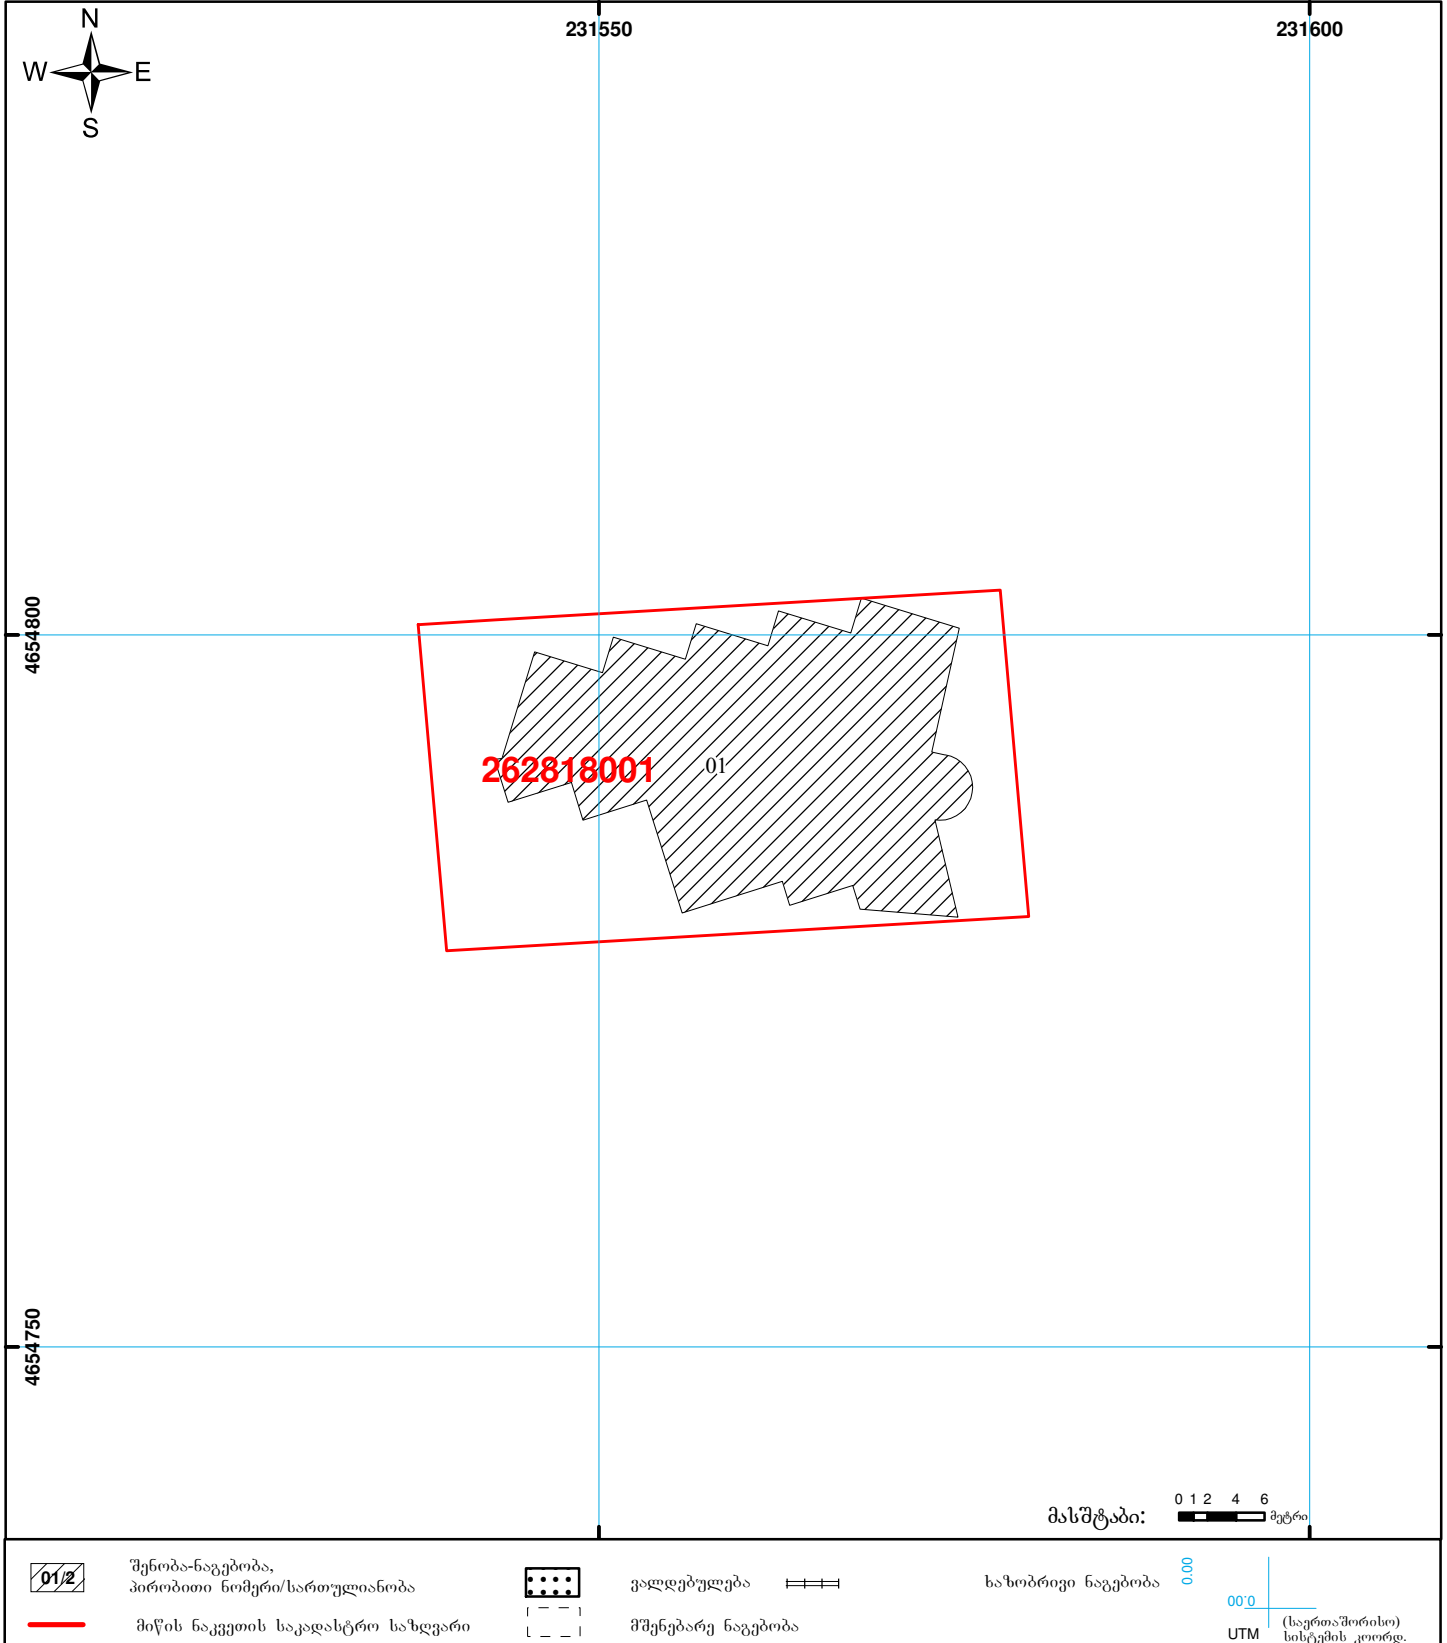 N
W E
S
231550
231600
4654800
4654750
262818001
01
მასშტაბი:
0 1 2 4 6
მეტრი
01/2
შენობა-ნაგებობა,
პირობითი ნომერი/სართულიანობა
მიწის ნაკვეთის საკადასტრო საზღვარი
ვალდებულება
მშენებარე ნაგებობა
ხაზობრივი ნაგებობა
0.00
00.0
UTM
(საერთაშორისო)
სისტემის კოორდ.